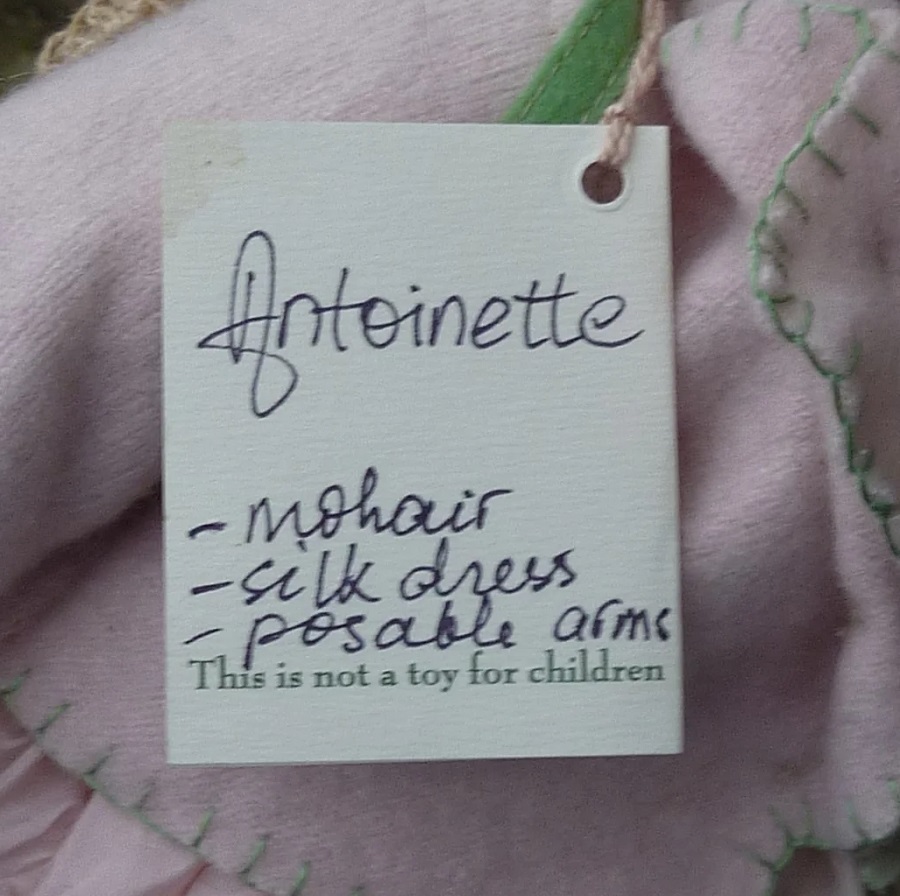 Antoinette
- mohair
- silk dress
- posable arms
This is not a toy for children